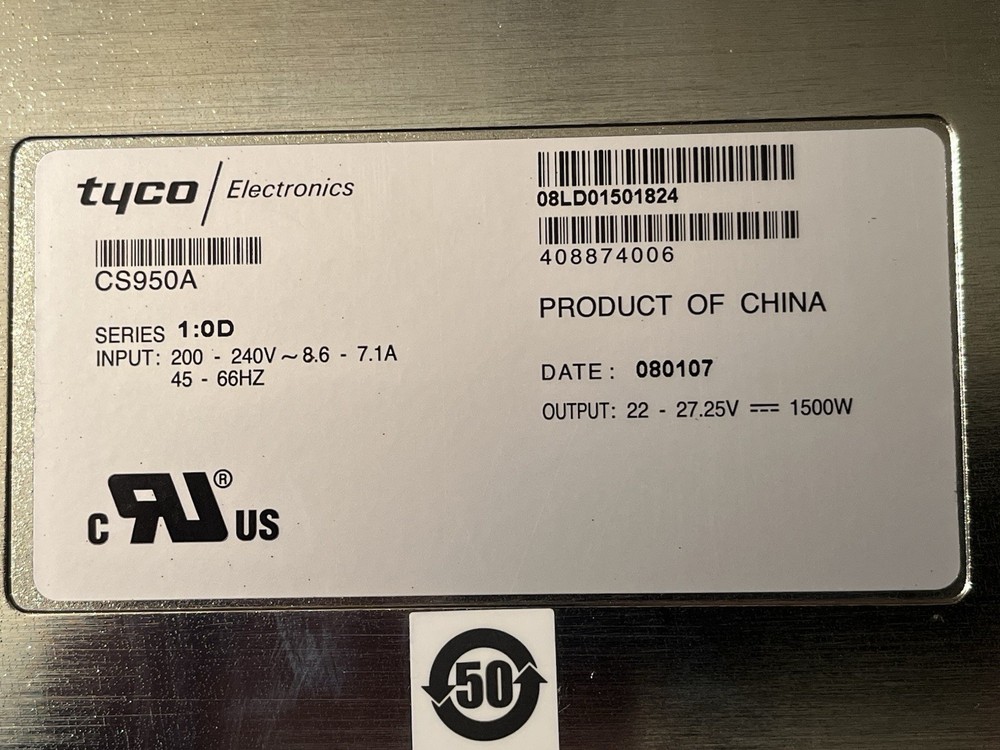 tyco / Electronics
CS950A
SERIES 1:0D
INPUT: 200 - 240V ~ 8.6 - 7.1A
45 - 66HZ
08LD01501824
408874006
PRODUCT OF CHINA
DATE: 080107
OUTPUT: 22 - 27.25V ⎓ 1500W
C RU ® US
50